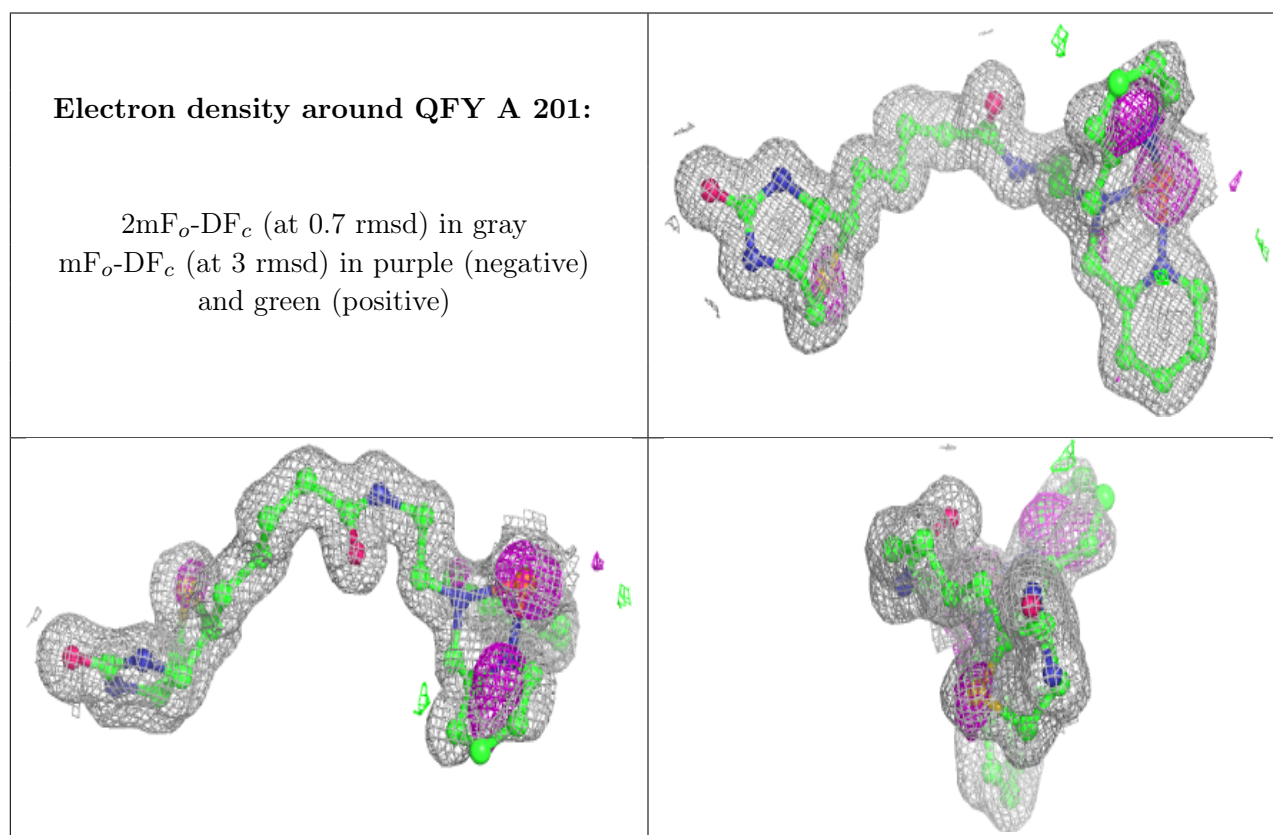 Electron density around QFY A 201:
2mFo-DFc (at 0.7 rmsd) in gray
mFo-DFc (at 3 rmsd) in purple (negative)
and green (positive)